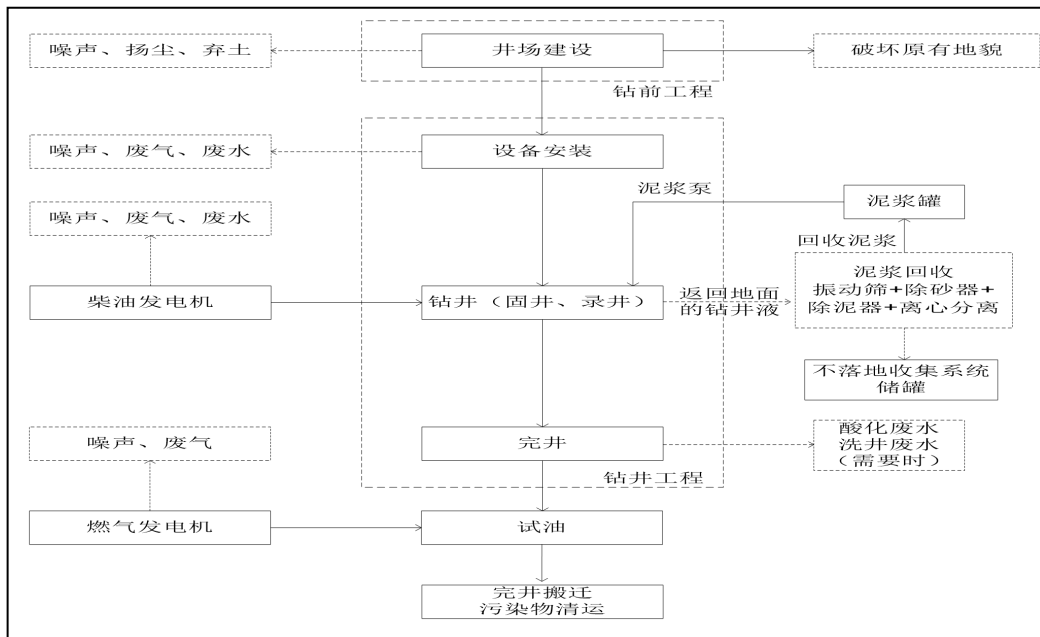 噪声、扬尘、弃土
井场建设
破坏原有地貌
钻前工程
噪声、废气、废水
设备安装
泥浆泵
泥浆罐
噪声、废气、废水
回收泥浆
柴油发电机
钻井（固井、录井）
返回地面
的钻井液
泥浆回收
振动筛+除砂器+
除泥器+离心分离
不落地收集系统
储罐
噪声、废气
完井
酸化废水
洗井废水
（需要时）
钻井工程
燃气发电机
试油
完井搬迁
污染物清运